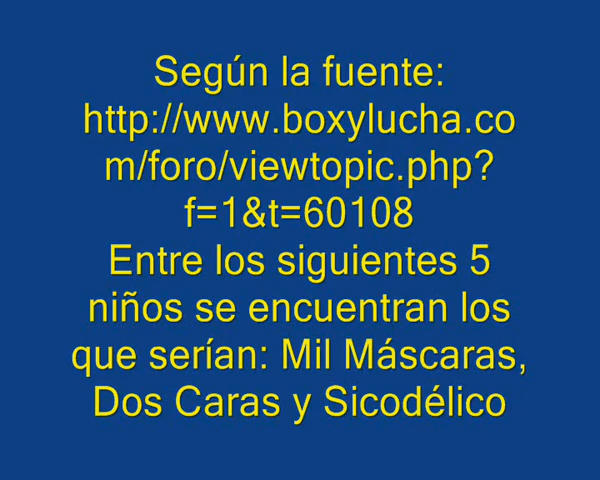 Según la fuente:
http://www.boxylucha.co
m/foro/viewtopic.php?
f=1&t=60108
Entre los siguientes 5
niños se encuentran los
que serían: Mil Máscaras,
Dos Caras y Sicodélico